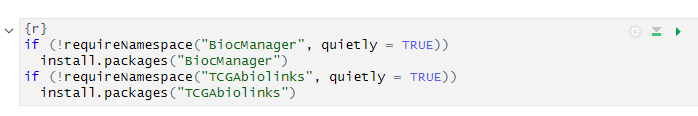 {r}
if (!requireNamespace("BiocManager", quietly = TRUE))
  install.packages("BiocManager")
if (!requireNamespace("TCGAbiolinks", quietly = TRUE))
  install.packages("TCGAbiolinks")